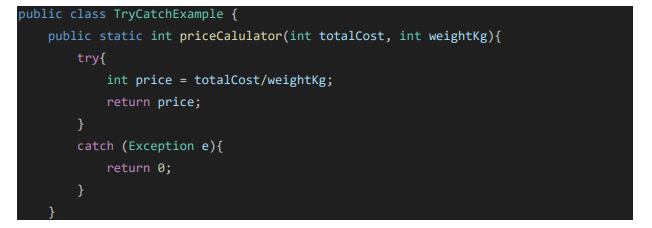 public class TryCatchExample {
    public static int priceCalulator(int totalCost, int weightKg){
        try{
            int price = totalCost/weightKg;
            return price;
        }
        catch (Exception e){
            return 0;
        }
    }